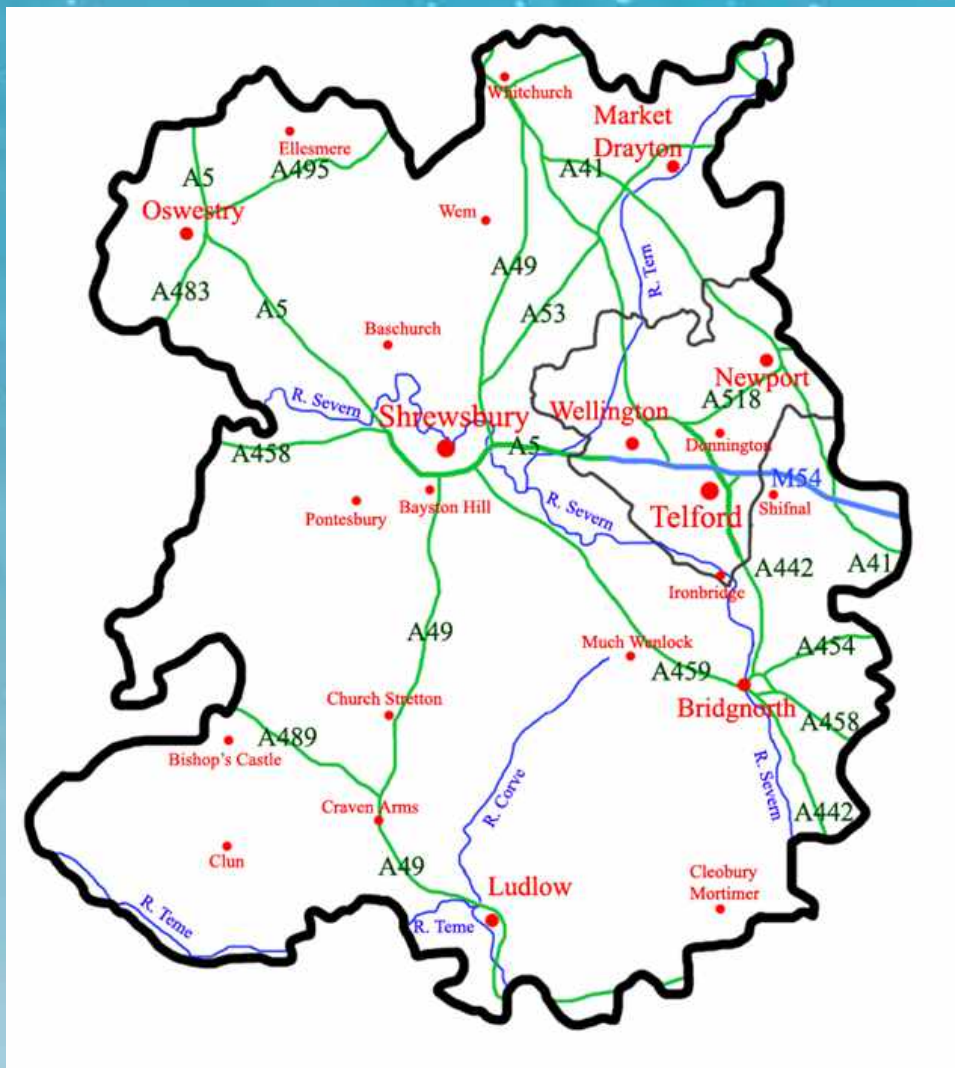 Whitchurch
Market
Drayton
Ellesmere
A5
A495
A41
Oswestry
Wem
A49
R. Tern
A483
A5
A53
Baschurch
Newport
R. Severn
Shrewsbury
Wellington
A518
A458
A5
Donnington
M54
Pontesbury
Bayston Hill
R. Severn
Telford
Shifnal
A442
A41
Ironbridge
A49
Much Wenlock
A454
A459
Church Stretton
Bridgnorth
A458
A489
Bishop's Castle
R. Corve
R. Severn
Craven Arms
A442
Clun
A49
Ludlow
Cleobury
Mortimer
R. Teme
R. Teme